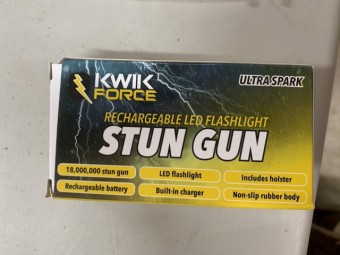 KWIK
FORCE
ULTRA SPARK
RECHARGEABLE LED FLASHLIGHT
STUN GUN
18,000,000 stun gun
LED flashlight
Includes holster
Rechargeable battery
Built-in charger
Non-slip rubber body